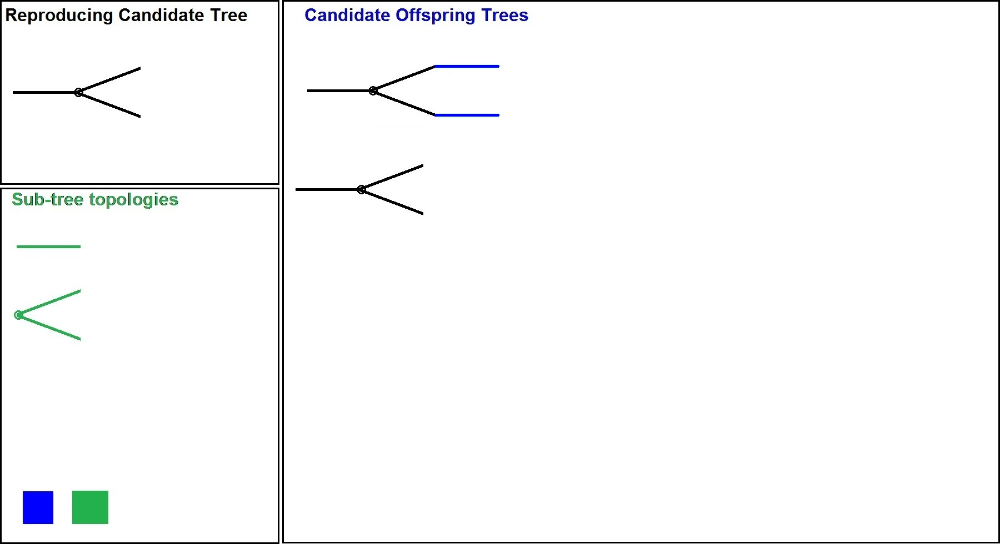 Reproducing Candidate Tree
Candidate Offspring Trees
Sub-tree topologies